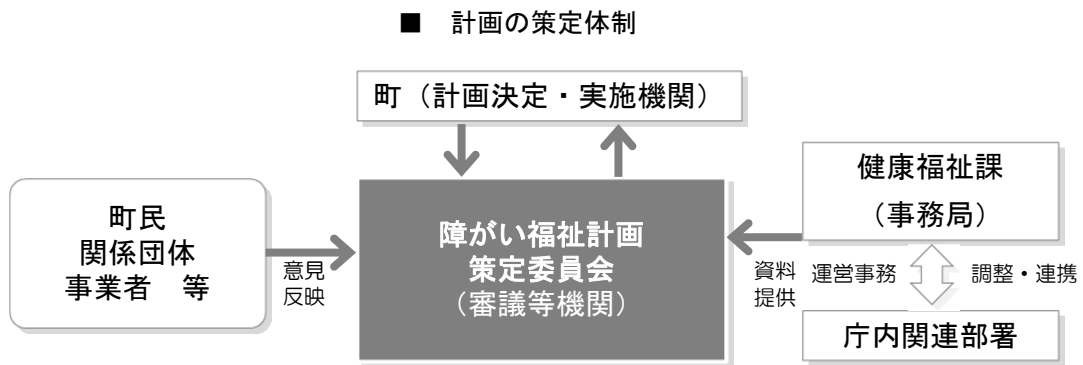 ■　計画の策定体制
町（計画決定・実施機関）
町民
関係団体
事業者　等
意見
反映
障がい福祉計画
策定委員会
（審議等機関）
資料
提供
健康福祉課
（事務局）
運営事務
調整・連携
庁内関連部署